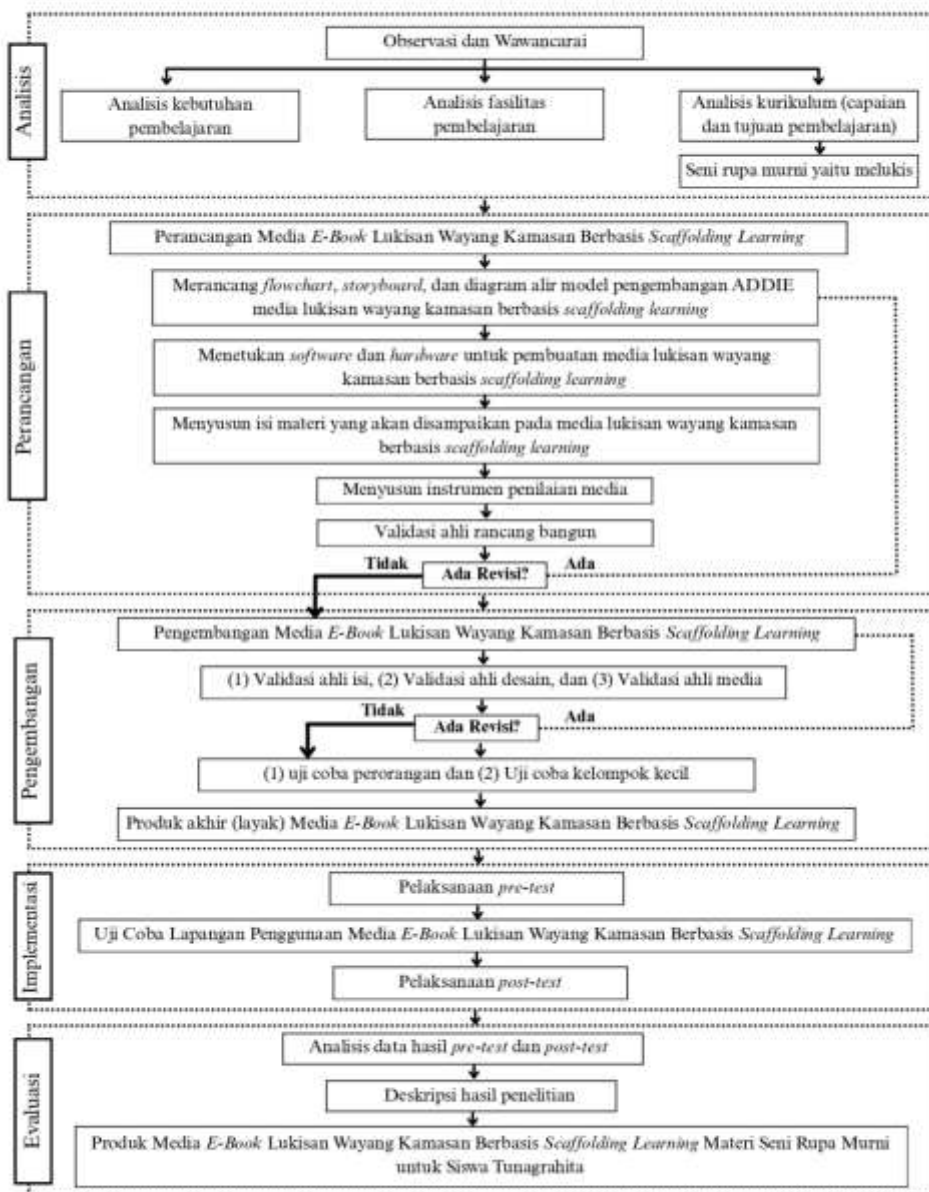 Analisis
Observasi dan Wawancarai
Analisis kebutuhan
pembelajaran
Analisis fasilitas
pembelajaran
Analisis kurikulum (capaian
dan tujuan pembelajaran)
Seni rupa murni yaitu melukis
Perancangan
Perancangan Media E-Book Lukisan Wayang Kamasan Berbasis Scaffolding Learning
Merancang flowchart, storyboard, dan diagram alir model pengembangan ADDIE
media lukisan wayang kamasan berbasis scaffolding learning
Menetukan software dan hardware untuk pembuatan media lukisan wayang
kamasan berbasis scaffolding learning
Menyusun isi materi yang akan disampaikan pada media lukisan wayang kamasan
berbasis scaffolding learning
Menyusun instrumen penilaian media
Validasi ahli rancang bangun
Tidak
Ada Revisi?
Ada
Pengembangan
Pengembangan Media E-Book Lukisan Wayang Kamasan Berbasis Scaffolding Learning
(1) Validasi ahli isi, (2) Validasi ahli desain, dan (3) Validasi ahli media
Tidak
Ada Revisi?
Ada
(1) uji coba perorangan dan (2) Uji coba kelompok kecil
Produk akhir (layak) Media E-Book Lukisan Wayang Kamasan Berbasis Scaffolding Learning
Implementasi
Pelaksanaan pre-test
Uji Coba Lapangan Penggunaan Media E-Book Lukisan Wayang Kamasan Berbasis Scaffolding Learning
Pelaksanaan post-test
Evaluasi
Analisis data hasil pre-test dan post-test
Deskripsi hasil penelitian
Produk Media E-Book Lukisan Wayang Kamasan Berbasis Scaffolding Learning Materi Seni Rupa Murni
untuk Siswa Tunagrahita